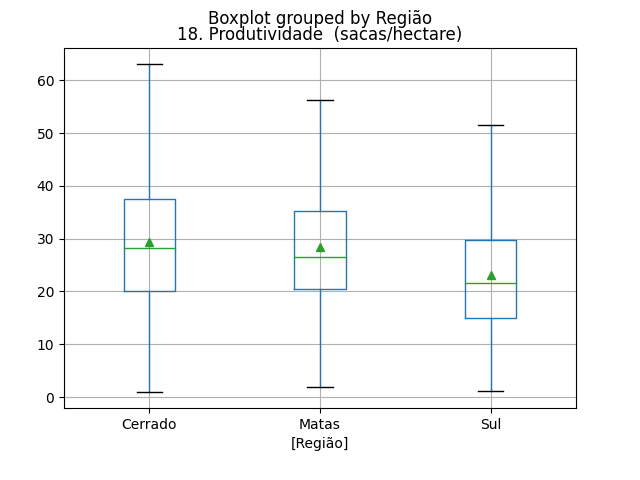 Boxplot grouped by Região
18. Produtividade  (sacas/hectare)
60
50
40
30
20
10
0
Cerrado
Matas
Sul
[Região]